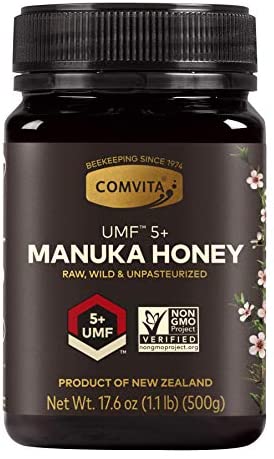 BEEKEEPING SINCE 1974
COMVITA
UMF™ 5+
MANUKA HONEY
RAW, WILD & UNPASTEURIZED
5+
UMF
™
NON
GMO
Project
VERIFIED
nongmoproject.org
PRODUCT OF NEW ZEALAND
Net Wt. 17.6 oz (1.1 lb) (500g)